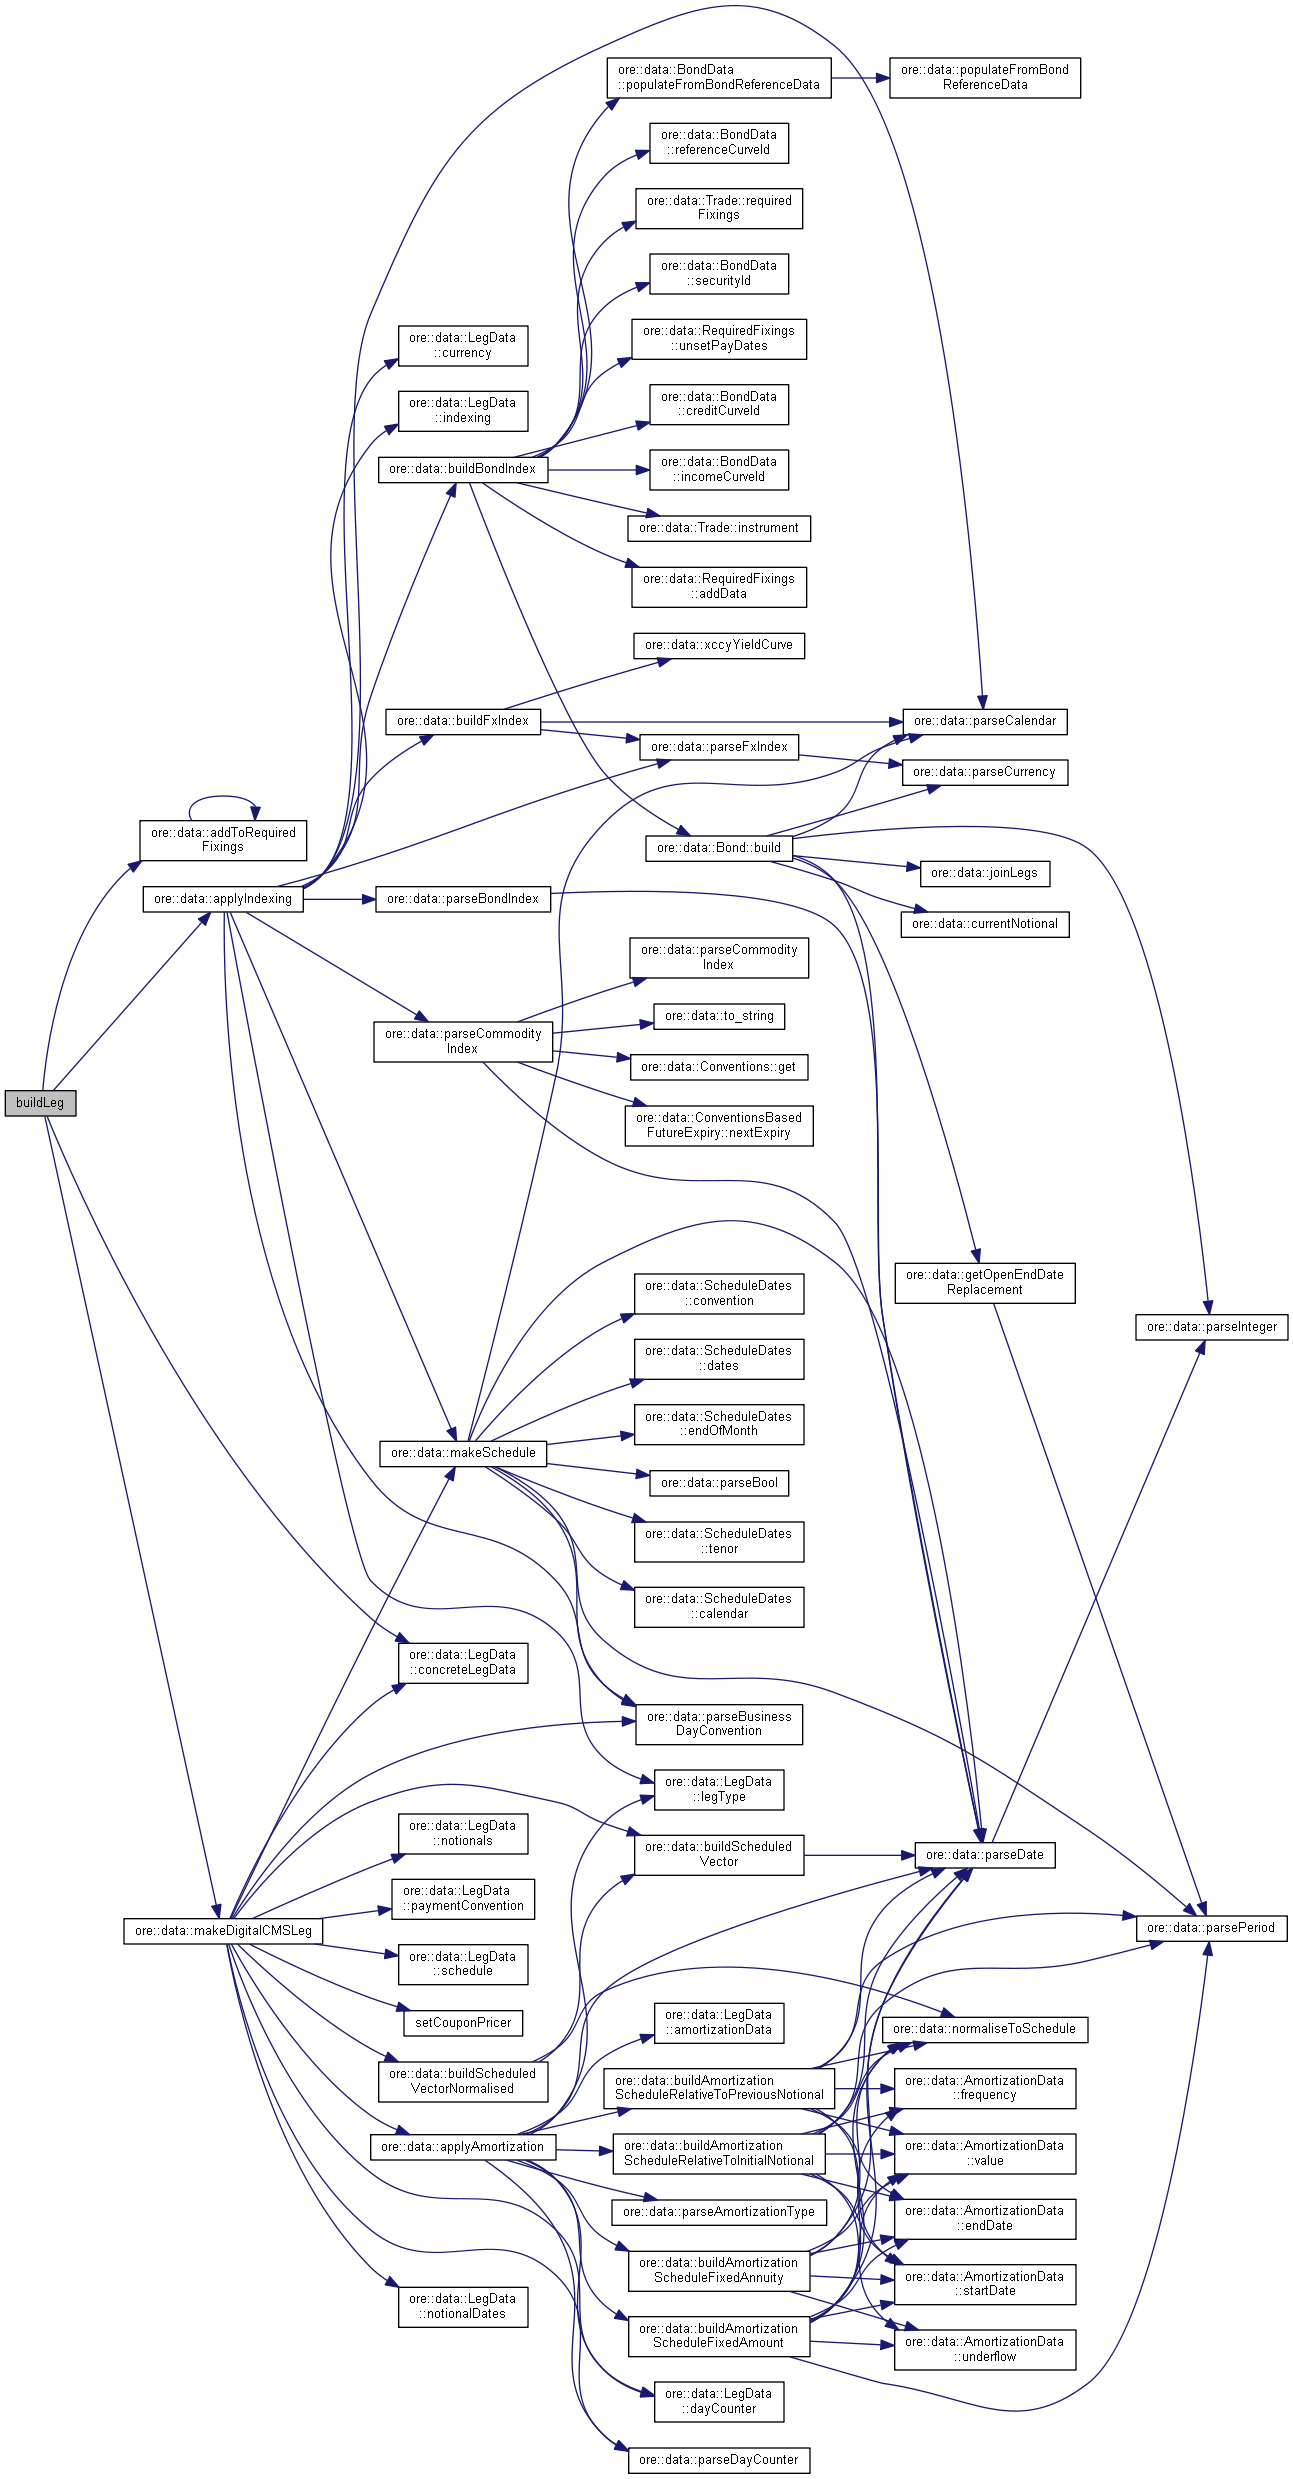 ore::data::BondData
::populateFromBondReferenceData
ore::data::populateFromBond
ReferenceData
ore::data::BondData
::referenceCurveId
ore::data::Trade::required
Fixings
ore::data::BondData
::securityId
ore::data::RequiredFixings
::unsetPayDates
ore::data::LegData
::currency
ore::data::BondData
::creditCurveId
ore::data::LegData
::indexing
ore::data::buildBondIndex
ore::data::BondData
::incomeCurveId
ore::data::Trade::instrument
ore::data::RequiredFixings
::addData
ore::data::xccyYieldCurve
ore::data::buildFxIndex
ore::data::parseCalendar
ore::data::parseFxIndex
ore::data::parseCurrency
ore::data::addToRequired
Fixings
ore::data::Bond::build
ore::data::joinLegs
ore::data::applyIndexing
ore::data::parseBondIndex
ore::data::currentNotional
ore::data::parseCommodity
Index
ore::data::to_string
ore::data::parseCommodity
Index
ore::data::Conventions::get
buildLeg
ore::data::ConventionsBased
FutureExpiry::nextExpiry
ore::data::getOpenEndDate
Replacement
ore::data::ScheduleDates
::convention
ore::data::parseInteger
ore::data::ScheduleDates
::dates
ore::data::ScheduleDates
::endOfMonth
ore::data::makeSchedule
ore::data::parseBool
ore::data::ScheduleDates
::tenor
ore::data::ScheduleDates
::calendar
ore::data::LegData
::concreteLegData
ore::data::parseBusiness
DayConvention
ore::data::LegData
::legType
ore::data::LegData
::notionals
ore::data::buildScheduled
Vector
ore::data::parseDate
ore::data::LegData
::paymentConvention
ore::data::makeDigitalCMSLeg
ore::data::parsePeriod
ore::data::LegData
::schedule
setCouponPricer
ore::data::LegData
::amortizationData
ore::data::normaliseToSchedule
ore::data::buildScheduled
VectorNormalised
ore::data::buildAmortization
ScheduleRelativeToPreviousNotional
ore::data::AmortizationData
::frequency
ore::data::applyAmortization
ore::data::buildAmortization
ScheduleRelativeToInitialNotional
ore::data::AmortizationData
::value
ore::data::parseAmortizationType
ore::data::AmortizationData
::endDate
ore::data::buildAmortization
ScheduleFixedAnnuity
ore::data::AmortizationData
::startDate
ore::data::LegData
::notionalDates
ore::data::buildAmortization
ScheduleFixedAmount
ore::data::AmortizationData
::underflow
ore::data::LegData
::dayCounter
ore::data::parseDayCounter